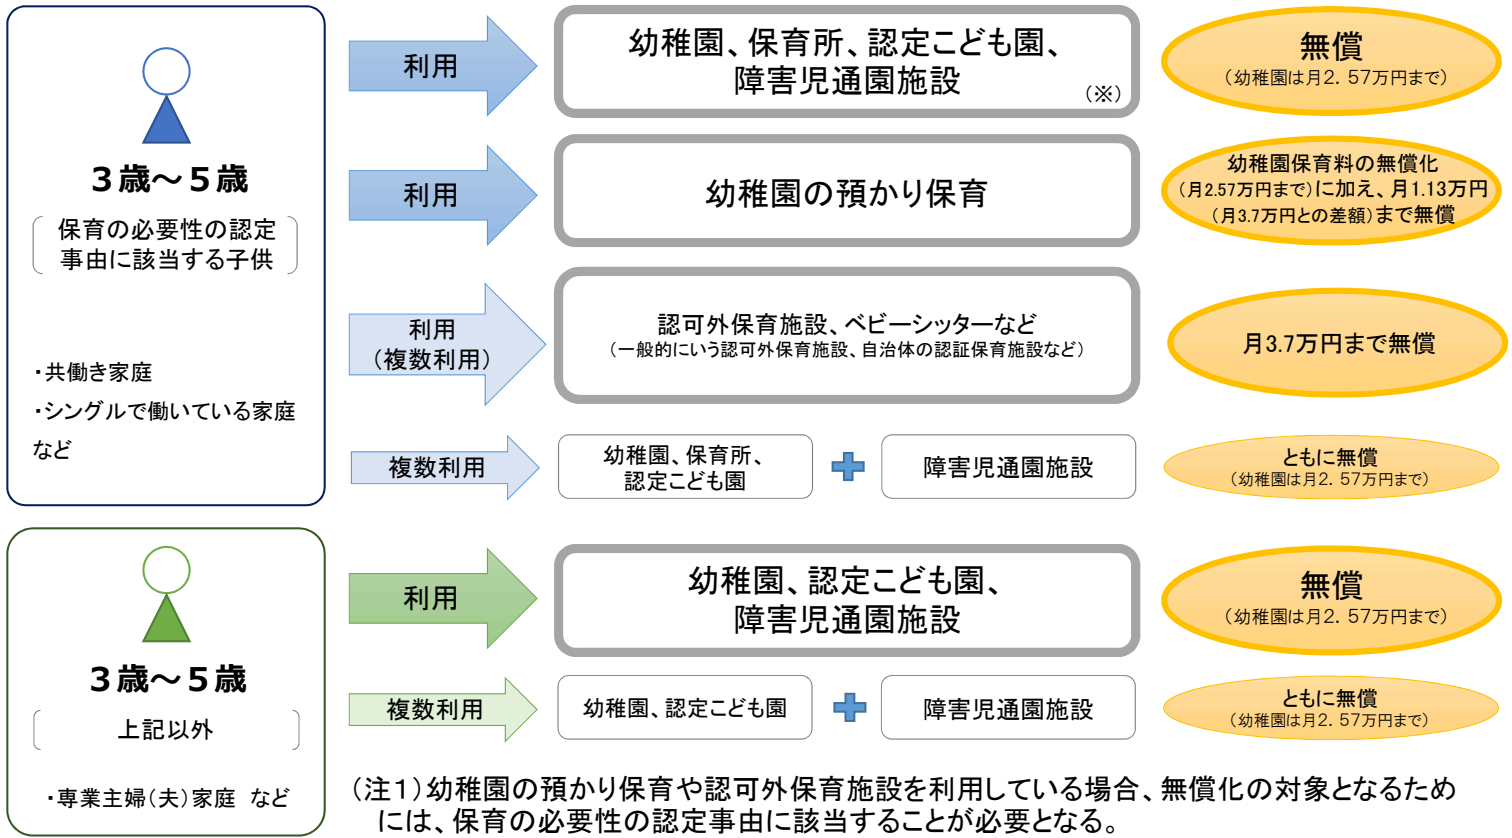 ３歳～５歳
保育の必要性の認定
事由に該当する子供
・共働き家庭
・シングルで働いている家庭
など
利用
幼稚園、保育所、認定こども園、
障害児通園施設
（※）
無償
（幼稚園は月2．57万円まで）
利用
幼稚園の預かり保育
幼稚園保育料の無償化
（月2.57万円まで）に加え、月1.13万円
（月3.7万円との差額）まで無償
利用
（複数利用）
認可外保育施設、ベビーシッターなど
（一般的にいう認可外保育施設、自治体の認証保育施設など）
月3.7万円まで無償
複数利用
幼稚園、保育所、
認定こども園
障害児通園施設
ともに無償
（幼稚園は月2．57万円まで）
３歳～５歳
上記以外
・専業主婦（夫）家庭 など
利用
幼稚園、認定こども園、
障害児通園施設
無償
（幼稚園は月2．57万円まで）
複数利用
幼稚園、認定こども園
障害児通園施設
ともに無償
（幼稚園は月2．57万円まで）
（注１）幼稚園の預かり保育や認可外保育施設を利用している場合、無償化の対象となるため
には、保育の必要性の認定事由に該当することが必要となる。